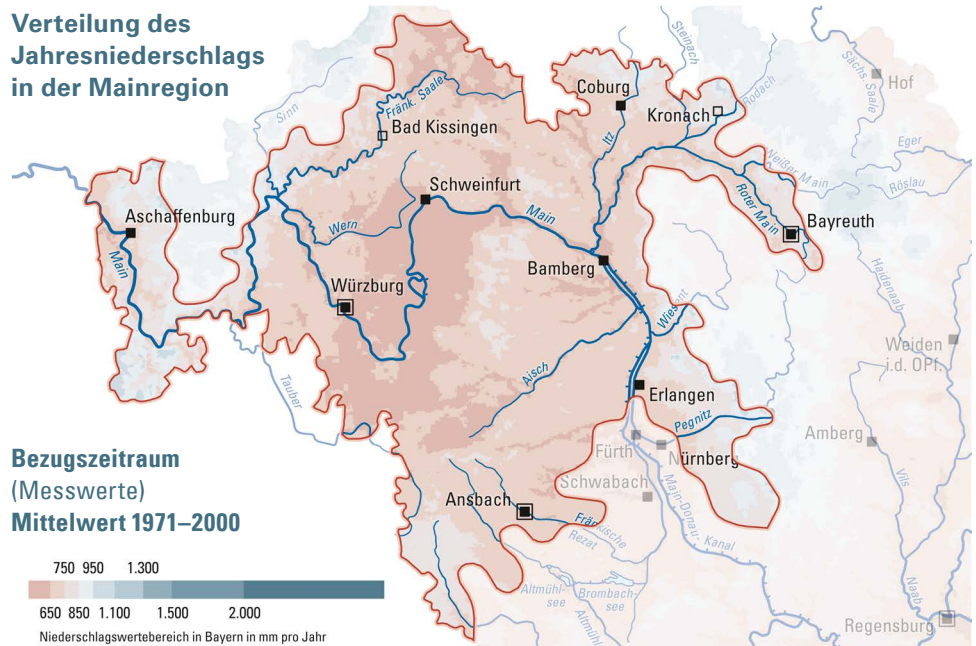 Verteilung des
Jahresniederschlags
in der Mainregion
Steinach
Rodach
Sächs. Saale
Hof
Sinn
Fränk. Saale
Bad Kissingen
Coburg
Itz
Kronach
Weißer Main
Eger
Röslau
Schweinfurt
Aschaffenburg
Main
Wern
Main
Roter Main
Bayreuth
Würzburg
Bamberg
Wiesent
Haidenaab
Tauber
Aisch
Weiden
i.d. OPf.
Erlangen
Pegnitz
Fürth
Nürnberg
Amberg
Vils
Schwabach
Ansbach
Fränkische
Rezat
Main-Donau-Kanal
Altmühl-
see
Brombach-
see
Altmühl
Naab
Regensburg
Bezugszeitraum
(Messwerte)
Mittelwert 1971–2000
750 950 1.300
650 850 1.100 1.500 2.000
Niederschlagswertebereich in Bayern in mm pro Jahr